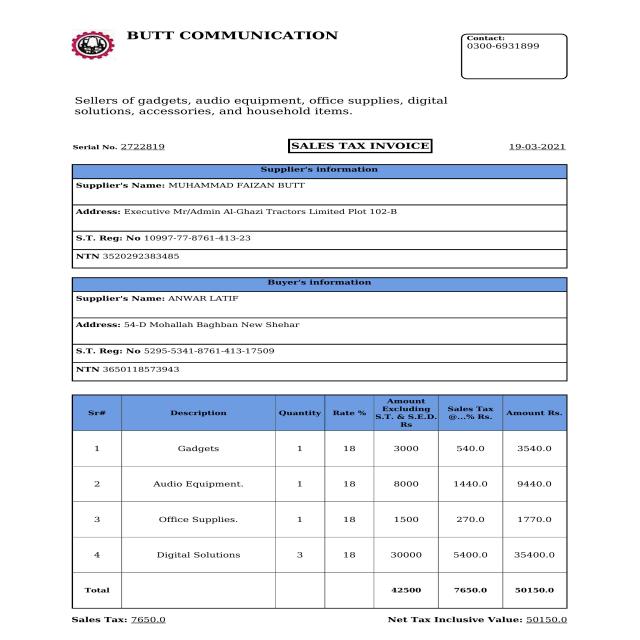 BUTT COMMUNICATION
Contact:
0300-6931899
Sellers of gadgets, audio equipment, office supplies, digital
solutions, accessories, and household items.
Serial No. 2722819 SALES TAX INVOICE 19-03-2021
Supplier's information
Supplier's Name: MUHAMMAD FAIZAN BUTT
Address: Executive Mr/Admin Al-Ghazi Tractors Limited Plot 102-B
S.T. Reg: No 10997-77-8761-413-23
NTN 3520292383485
Buyer's information
Supplier's Name: ANWAR LATIF
Address: 54-D Mohallah Baghban New Shehar
S.T. Reg: No 5295-5341-8761-413-17509
NTN 3650118573943
Sr# Description Quantity Rate % Amount Excluding S.T. & S.E.D. Rs Sales Tax @...% Rs. Amount Rs.
1 Gadgets 1 18 3000 540.0 3540.0
2 Audio Equipment. 1 18 8000 1440.0 9440.0
3 Office Supplies. 1 18 1500 270.0 1770.0
4 Digital Solutions 3 18 30000 5400.0 35400.0
Total 42500 7650.0 50150.0
Sales Tax: 7650.0 Net Tax Inclusive Value: 50150.0